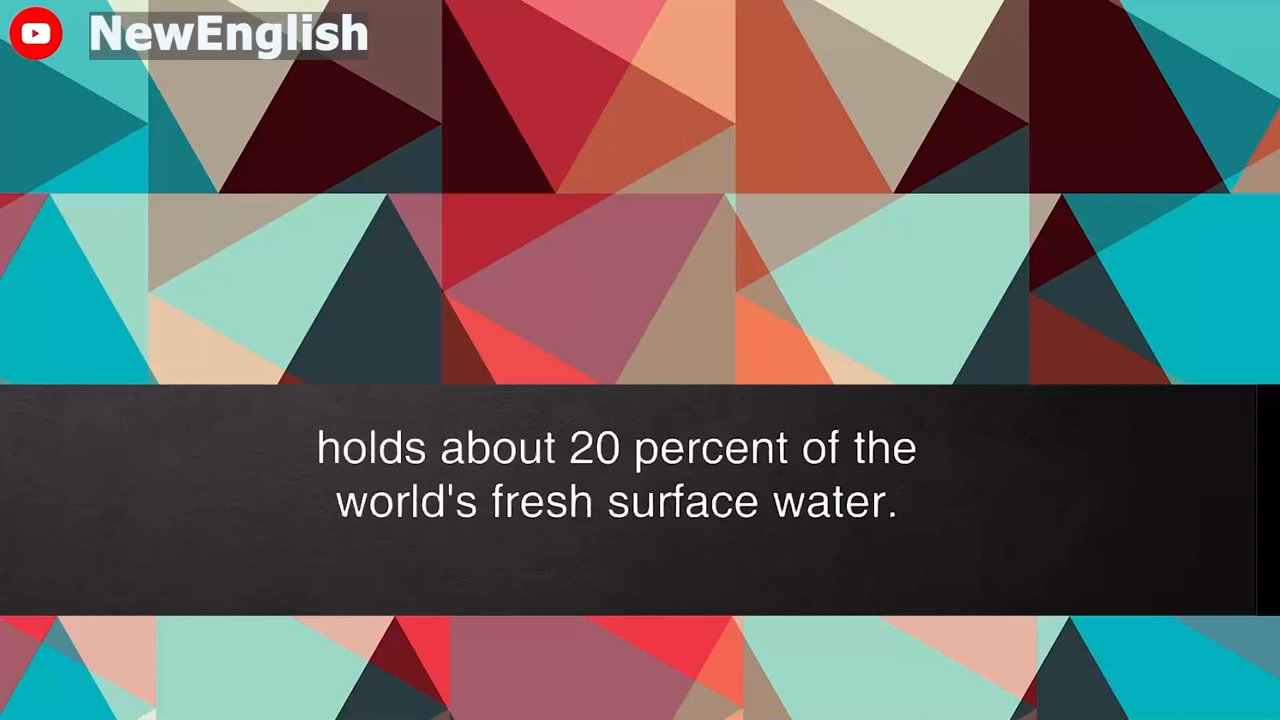 NewEnglish
holds about 20 percent of the
world's fresh surface water.